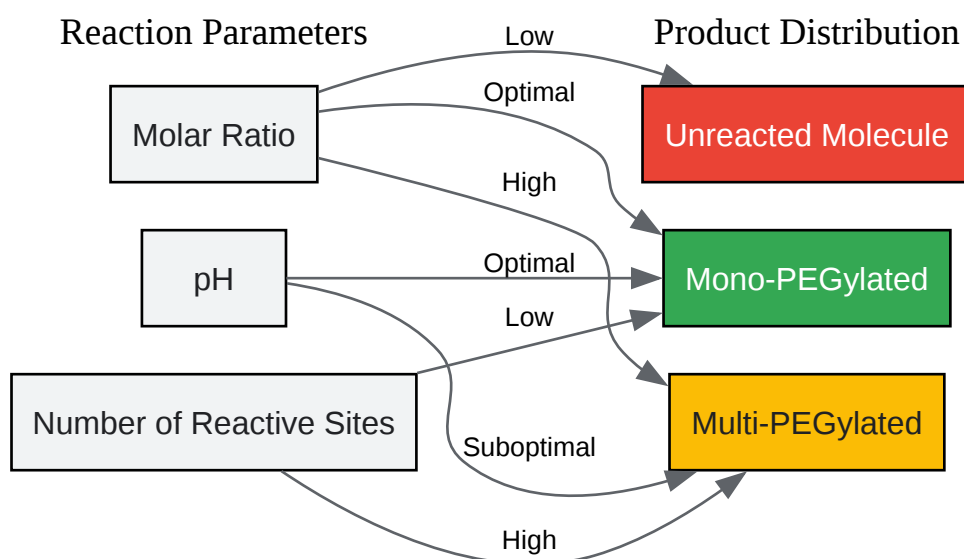 Reaction Parameters
Product Distribution
Low
Optimal
Molar Ratio
Unreacted Molecule
High
Optimal
pH
Mono-PEGylated
Low
Number of Reactive Sites
Multi-PEGylated
Suboptimal
High